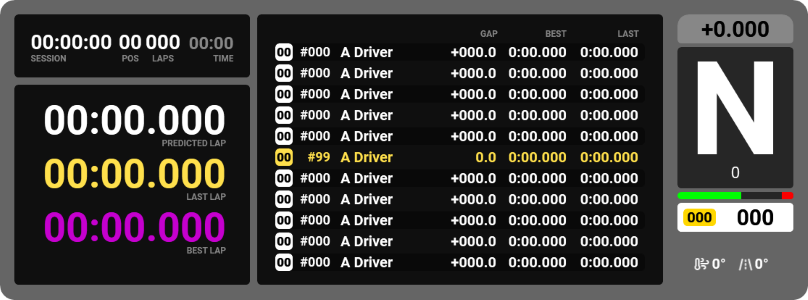 00:00:00 00 000 00:00
SESSION POS LAPS TIME
00:00.000
PREDICTED LAP
00:00.000
LAST LAP
00:00.000
BEST LAP
GAP BEST LAST
00 #000 A Driver +000.0 0:00.000 0:00.000
00 #000 A Driver +000.0 0:00.000 0:00.000
00 #000 A Driver +000.0 0:00.000 0:00.000
00 #000 A Driver +000.0 0:00.000 0:00.000
00 #000 A Driver +000.0 0:00.000 0:00.000
00 #99 A Driver 0.0 0:00.000 0:00.000
00 #000 A Driver +000.0 0:00.000 0:00.000
00 #000 A Driver +000.0 0:00.000 0:00.000
00 #000 A Driver +000.0 0:00.000 0:00.000
00 #000 A Driver +000.0 0:00.000 0:00.000
00 #000 A Driver +000.0 0:00.000 0:00.000
+0.000
N
0
000 000
0° 0°